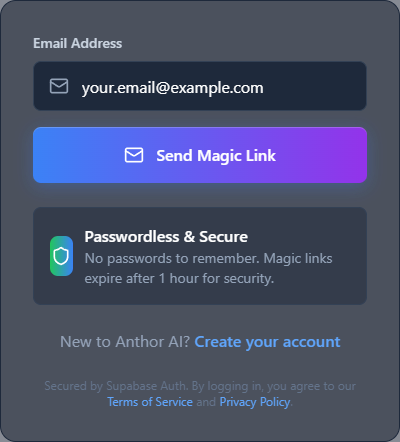 Email Address
your.email@example.com
Send Magic Link
Passwordless & Secure
No passwords to remember. Magic links
expire after 1 hour for security.
New to Anthor AI? Create your account
Secured by Supabase Auth. By logging in, you agree to our
Terms of Service and Privacy Policy.